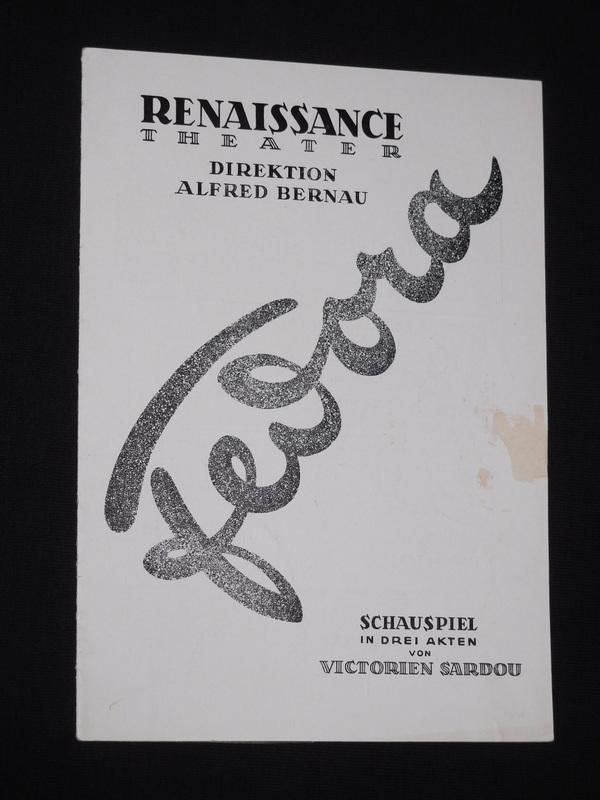 RENAISSANCE
THEATER
DIREKTION
ALFRED BERNAU
Fedora
SCHAUSPIEL
IN DREI AKTEN
VON
VICTORIEN SARDOU